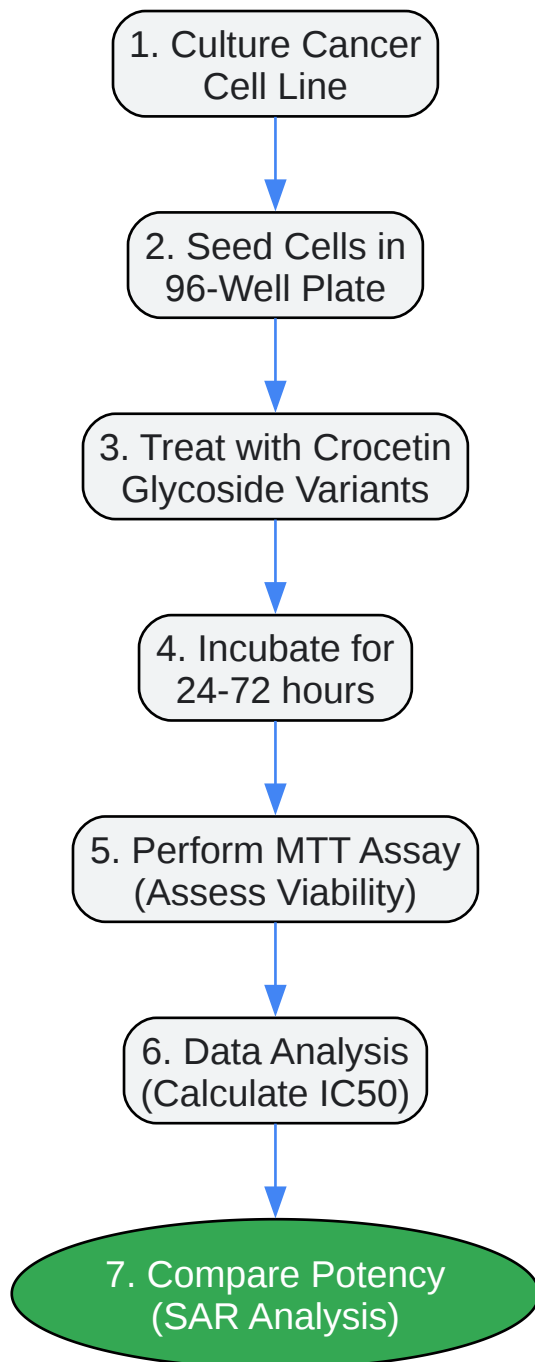 1. Culture Cancer
Cell Line
2. Seed Cells in
96-Well Plate
3. Treat with Crocetin
Glycoside Variants
4. Incubate for
24-72 hours
5. Perform MTT Assay
(Assess Viability)
6. Data Analysis
(Calculate IC50)
7. Compare Potency
(SAR Analysis)